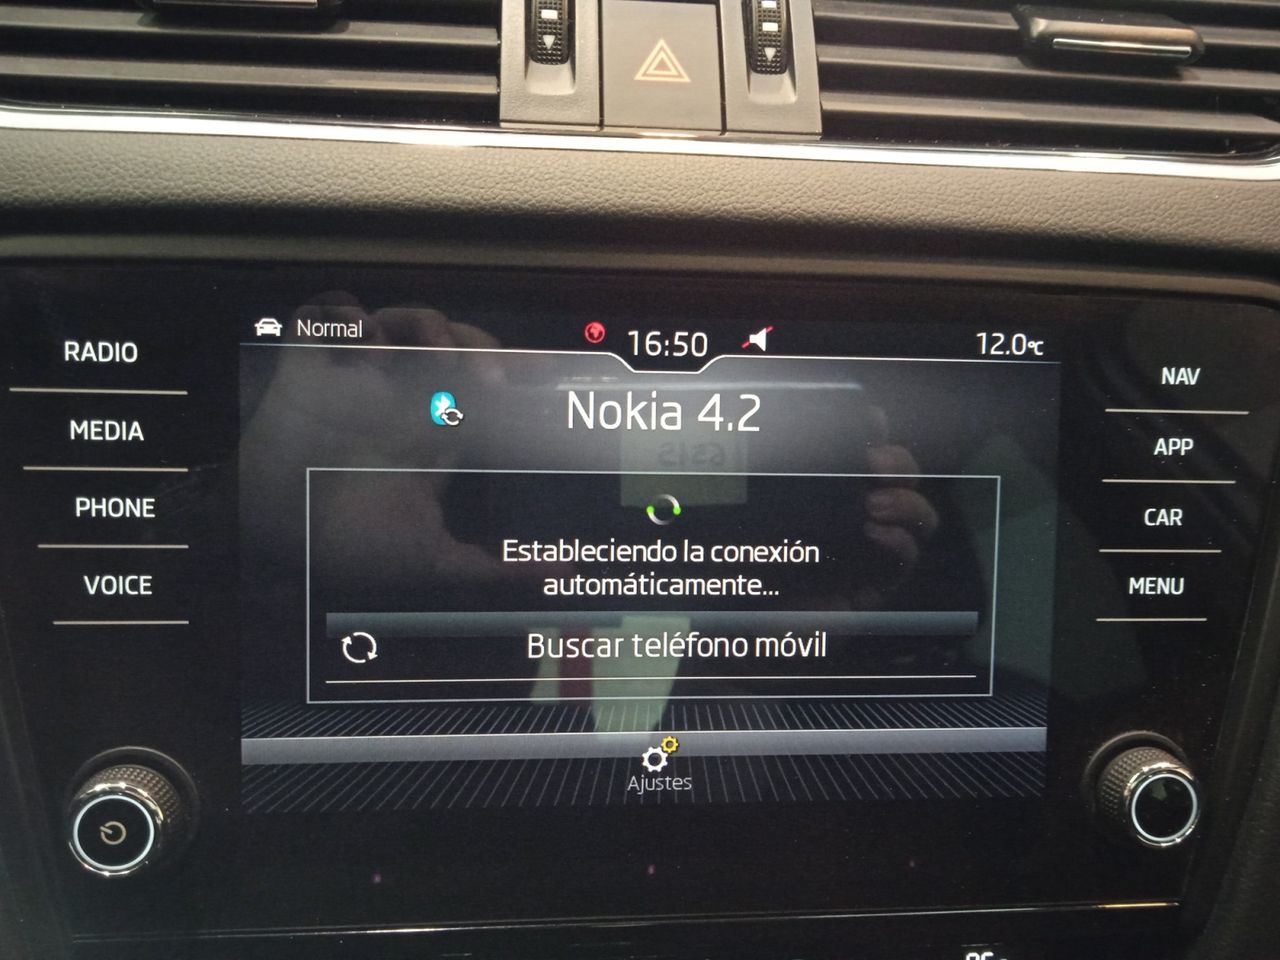 RADIO
MEDIA
PHONE
VOICE
Normal
16:50
12.0°C
Nokia 4.2
Estableciendo la conexión
automáticamente...
Buscar teléfono móvil
Ajustes
NAV
APP
CAR
MENU